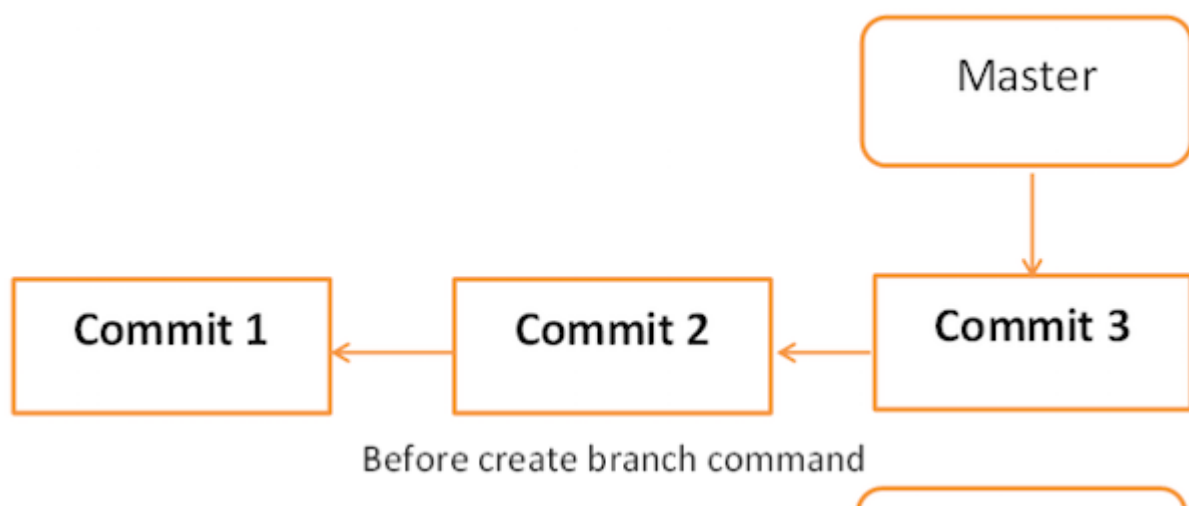 Master
Commit 1
Commit 2
Commit 3
Before create branch command